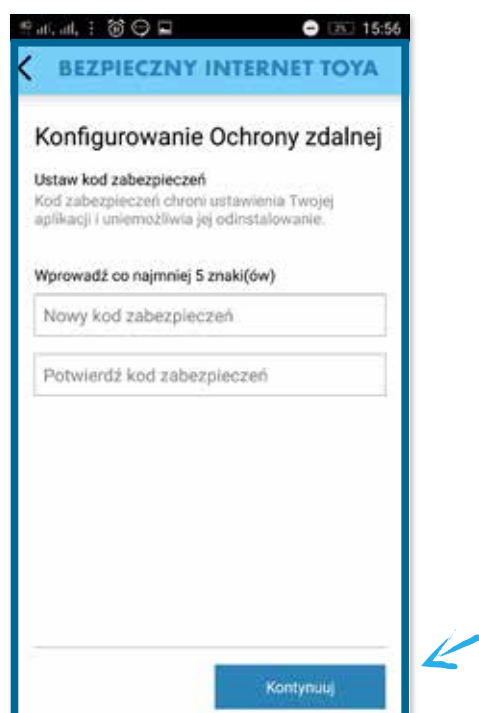 15:56
BEZPIECZNY INTERNET TOYA
Konfigurowanie Ochrony zdalnej
Ustaw kod zabezpieczeń
Kod zabezpieczeń chroni ustawienia Twojej
aplikacji i uniemożliwia jej odinstalowanie.
Wprowadź co najmniej 5 znaki(ów)
Nowy kod zabezpieczeń
Potwierdź kod zabezpieczeń
Kontynuuj